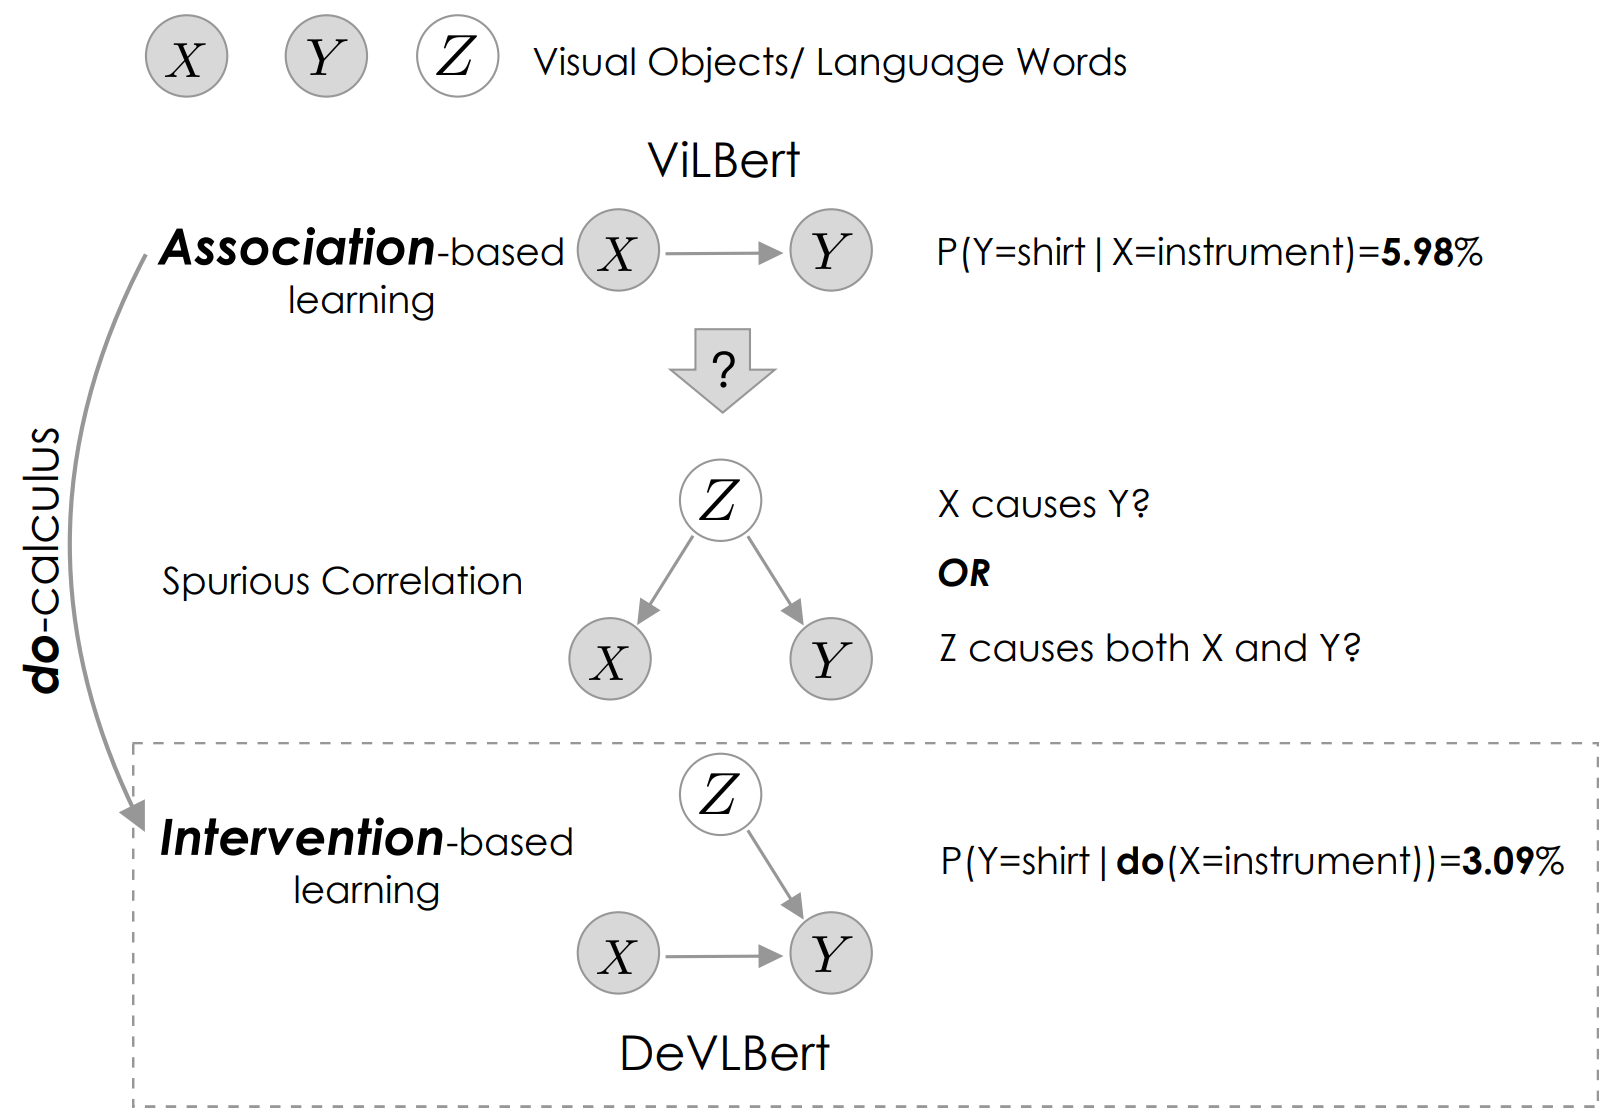 X Y Z Visual Objects/ Language Words
ViLBert
Association-based
learning
X Y
P(Y=shirt|X=instrument)=5.98%
?
do-calculus
Z
Spurious Correlation
X Y
X causes Y?
OR
Z causes both X and Y?
Z
Intervention-based
learning
P(Y=shirt|do(X=instrument))=3.09%
X Y
DeVLBert